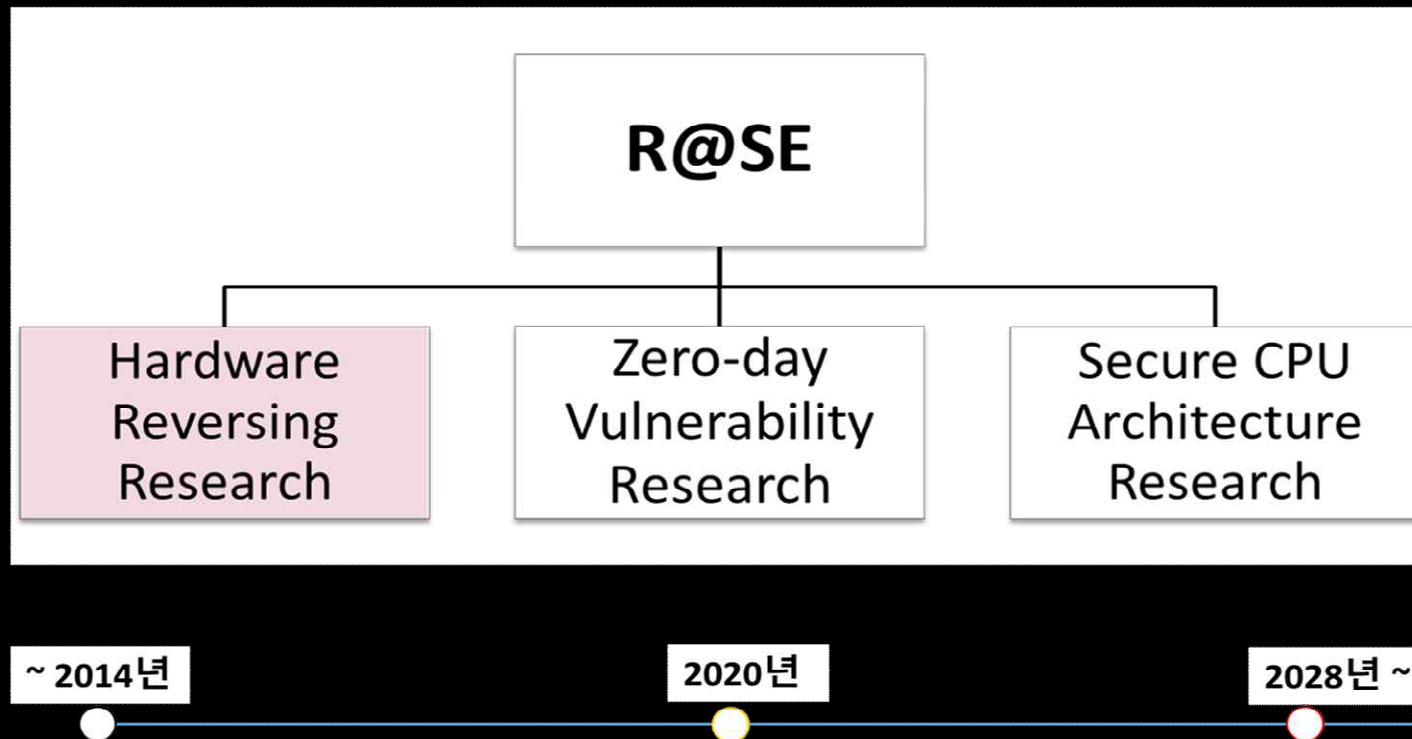 R@SE
Hardware
Reversing
Research
Zero-day
Vulnerability
Research
Secure CPU
Architecture
Research
~ 2014년
2020년
2028년 ~